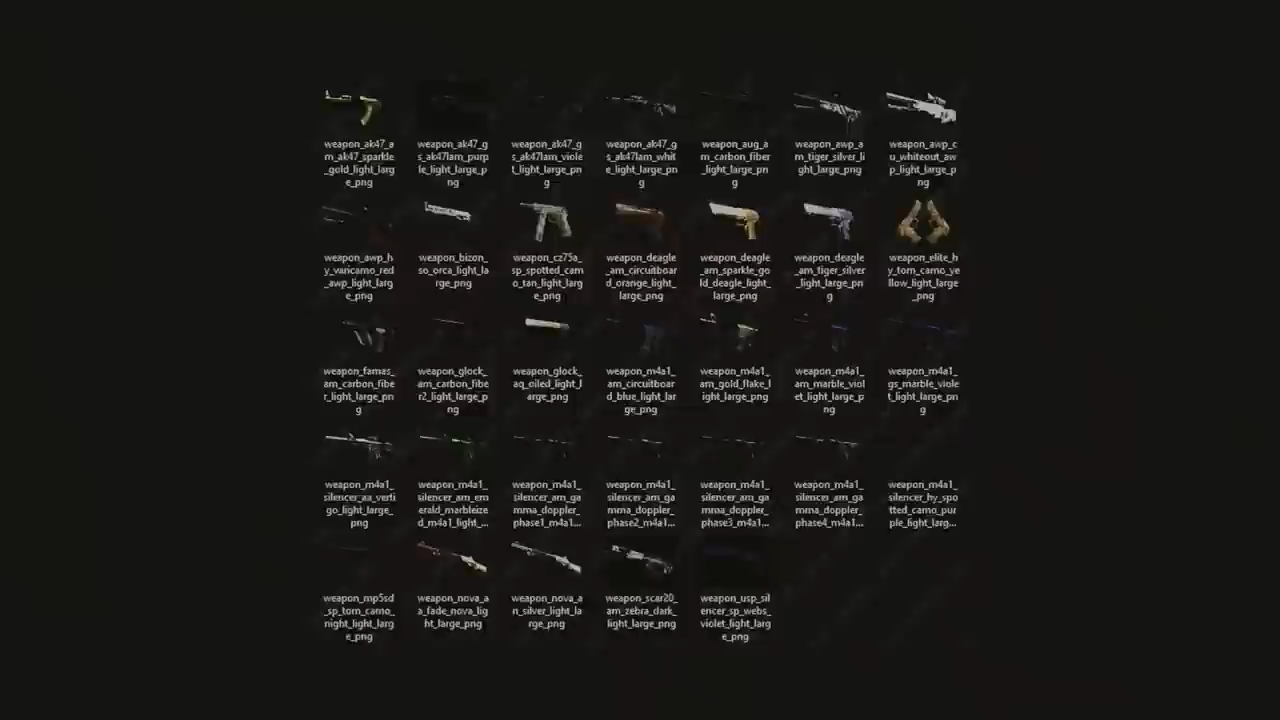 weapon_ak47_a
m_ak47_sparkle
_gold_light_larg
e_png
weapon_ak47_g
s_ak47lam_purp
le_light_large_p
ng
weapon_ak47_g
s_ak47lam_viole
t_light_large_pn
g
weapon_ak47_g
s_ak47lam_whit
e_light_large_pn
g
weapon_aug_a
m_carbon_fiber
_light_large_pn
g
weapon_awp_a
m_tiger_silver_li
ght_large_png
weapon_awp_c
u_whiteout_aw
p_light_large_p
ng
weapon_awp_h
y_varicamo_red
_awp_light_larg
e_png
weapon_bizon_
so_orca_light_la
rge_png
weapon_cz75a_
sp_spotted_cam
o_tan_light_larg
e_png
weapon_deagle
_am_circuitboar
d_orange_light_
large_png
weapon_deagle
_am_sparkle_go
ld_deagle_light_
large_png
weapon_deagle
_am_tiger_silver
_light_large_pn
g
weapon_elite_h
y_torn_camo_ye
llow_light_large
_png
weapon_famas_
am_carbon_fibe
r_light_large_pn
g
weapon_glock_
am_carbon_fibe
r2_light_large_p
ng
weapon_glock_
aq_oiled_light_l
arge_png
weapon_m4a1_
am_circuitboar
d_blue_light_lar
ge_png
weapon_m4a1_
am_gold_flake_l
ight_large_png
weapon_m4a1_
am_marble_viol
et_light_large_p
ng
weapon_m4a1_
gs_marble_viole
t_light_large_pn
g
weapon_m4a1_
silencer_aa_verti
go_light_large_
png
weapon_m4a1_
silencer_am_em
erald_marbleize
d_m4a1_light_...
weapon_m4a1_
silencer_am_ga
mma_doppler_
phase1_m4a1...
weapon_m4a1_
silencer_am_ga
mma_doppler_
phase2_m4a1...
weapon_m4a1_
silencer_am_ga
mma_doppler_
phase3_m4a1...
weapon_m4a1_
silencer_am_ga
mma_doppler_
phase4_m4a1...
weapon_m4a1_
silencer_hy_spo
tted_camo_pur
ple_light_larg...
weapon_mp5sd
_sp_torn_camo_
night_light_larg
e_png
weapon_nova_a
a_fade_nova_lig
ht_large_png
weapon_nova_a
n_silver_light_la
rge_png
weapon_scar20_
am_zebra_dark_
light_large_png
weapon_usp_sil
encer_sp_webs_
violet_light_larg
e_png